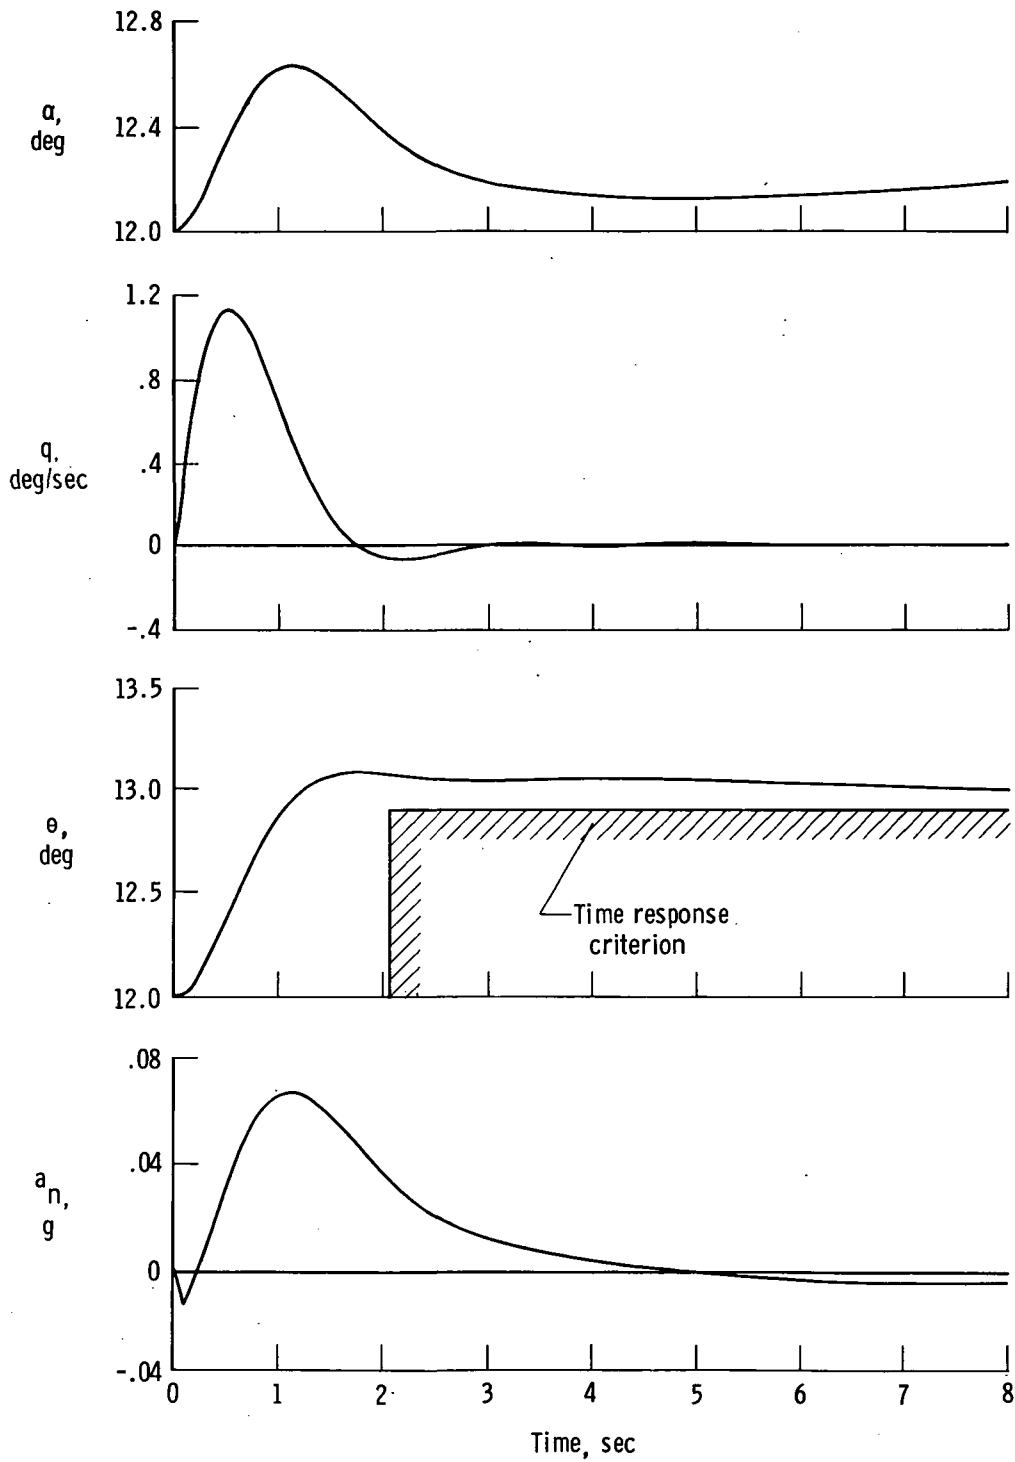 12.8
α,
deg
12.4
12.0
1.2
.8
q,
deg/sec
.4
0
-.4
13.5
13.0
θ,
deg
12.5
Time response
criterion
12.0
.08
.04
an,
g
0
-.04
0 1 2 3 4 5 6 7 8
Time, sec